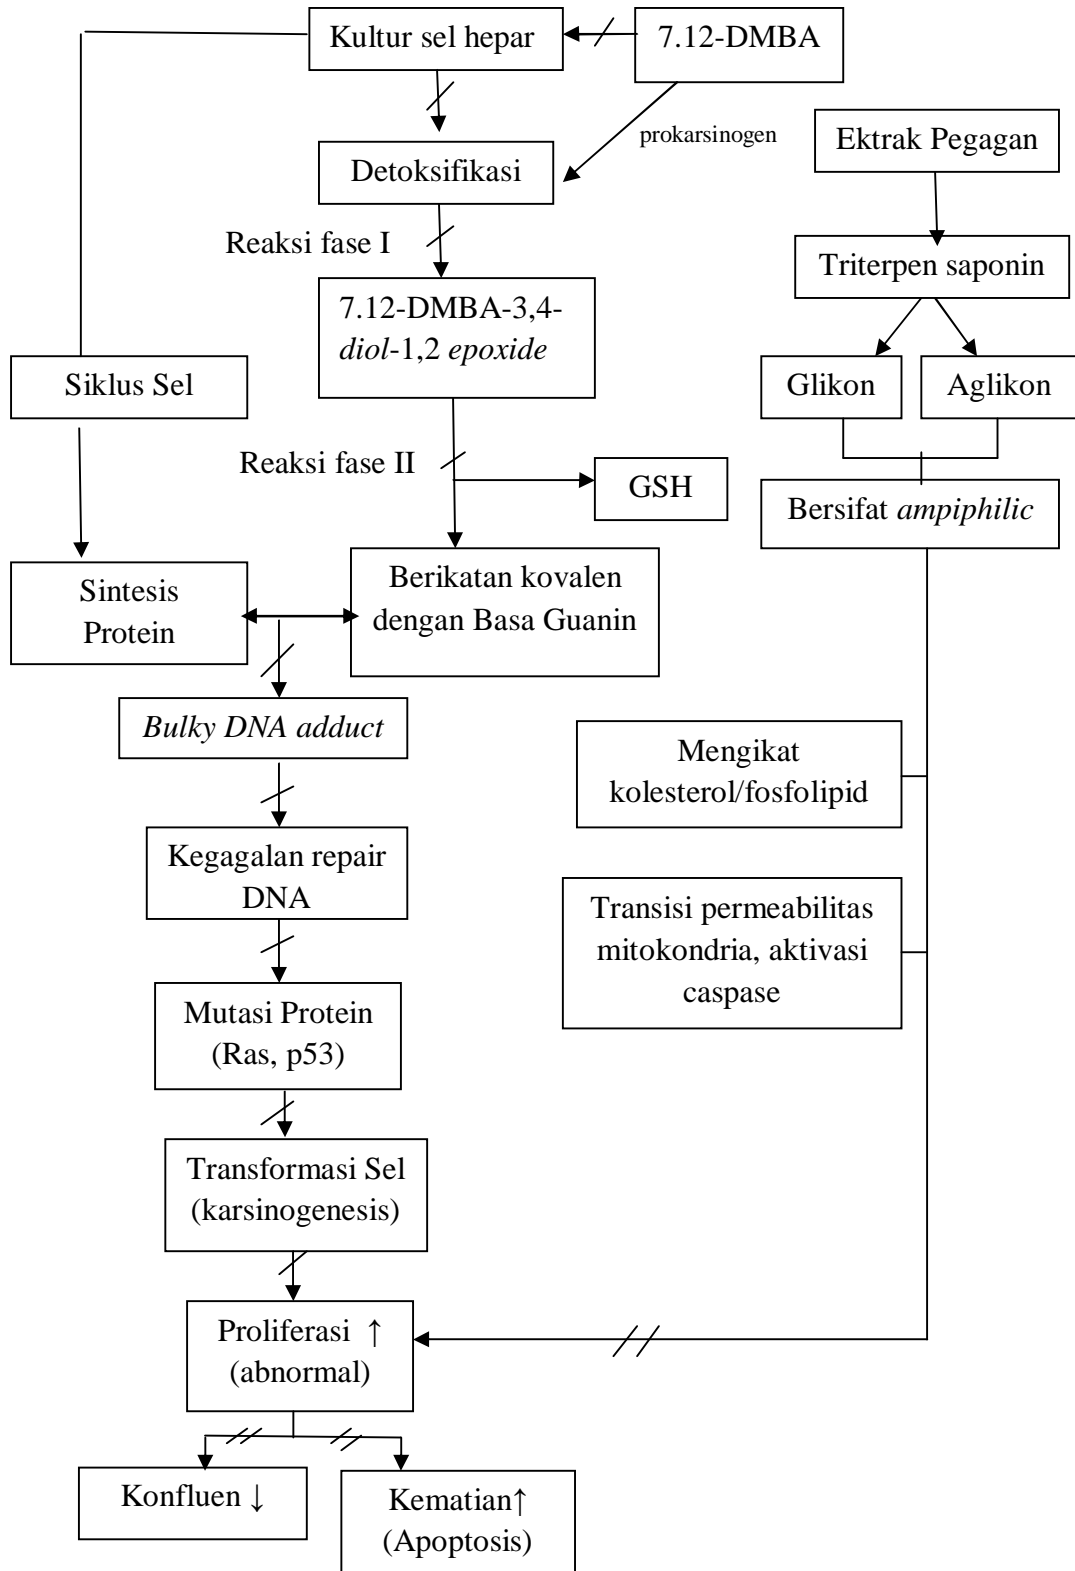 Kultur sel hepar
7.12-DMBA
prokarsinogen
Ektrak Pegagan
Detoksifikasi
Reaksi fase I
Triterpen saponin
7.12-DMBA-3,4-
diol-1,2 epoxide
Siklus Sel
Glikon
Aglikon
Reaksi fase II
GSH
Bersifat ampiphilic
Sintesis
Protein
Berikatan kovalen
dengan Basa Guanin
Bulky DNA adduct
Mengikat
kolesterol/fosfolipid
Kegagalan repair
DNA
Transisi permeabilitas
mitokondria, aktivasi
caspase
Mutasi Protein
(Ras, p53)
Transformasi Sel
(karsinogenesis)
Proliferasi ↑
(abnormal)
Konfluen ↓
Kematian↑
(Apoptosis)